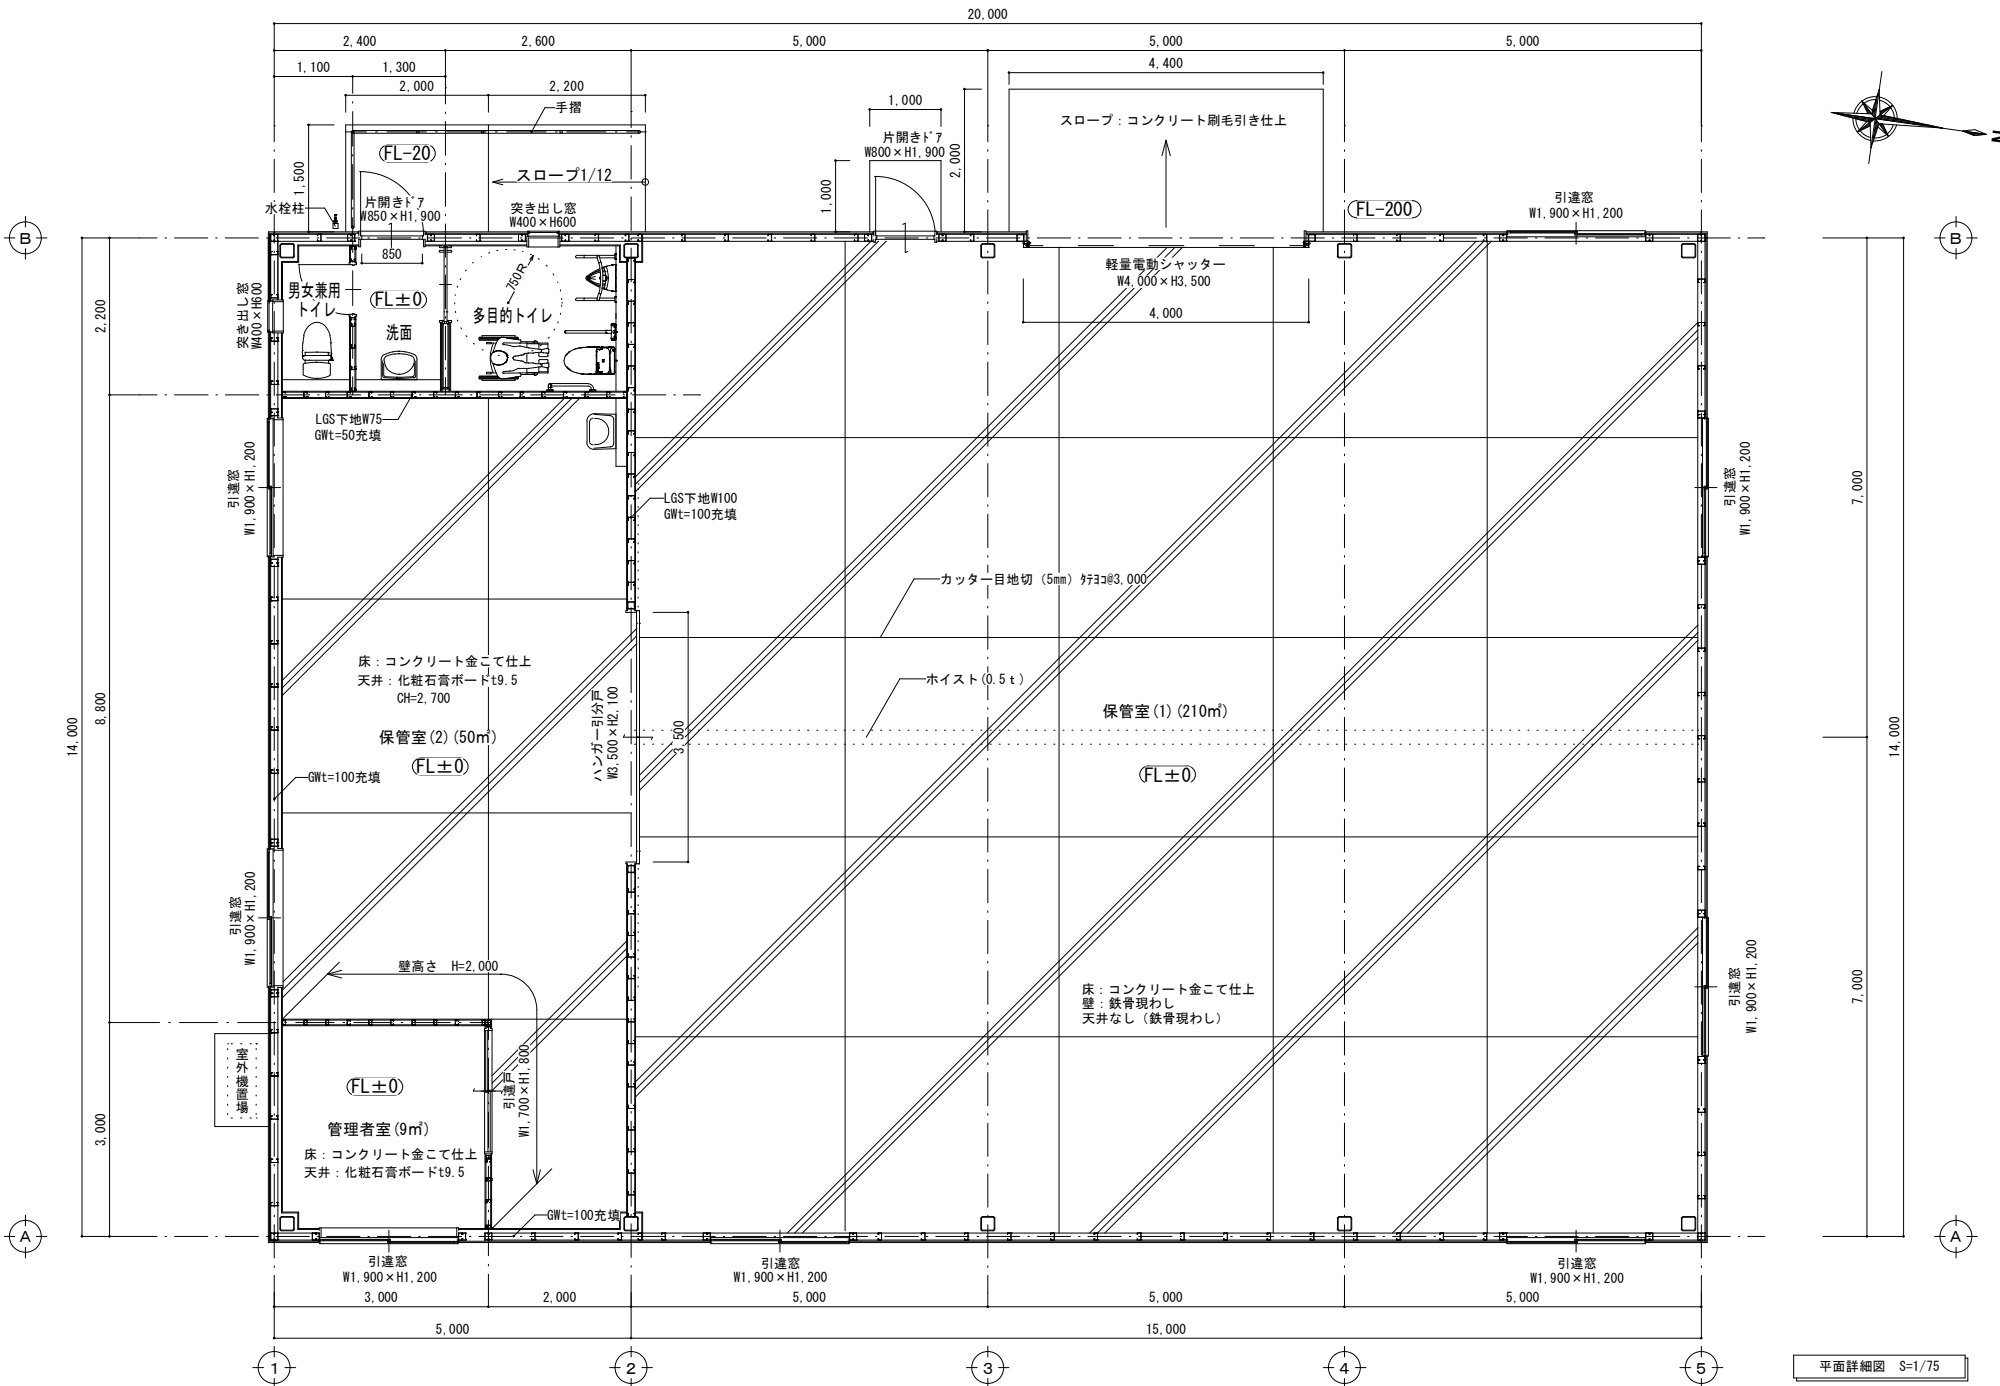 20,000
2,400
2,600
5,000
5,000
5,000
1,100
1,300
4,400
2,000
2,200
手摺
1,000
スロープ：コンクリート刷毛引き仕上
N
片開きドア
W800×H1,900
2,000
FL-20
1,500
スロープ1/12
1,000
水栓柱
片開きドア
W850×H1,900
突き出し窓
W400×H600
引違窓
W1,900×H1,200
FL-200
B
B
850
750R
軽量電動シャッター
W4,000×H3,500
4,000
突き出し窓
W400×H600
男女兼用
トイレ
FL±0
洗面
多目的トイレ
2,200
LGS下地W75
GWt=50充填
引違窓
W1,900×H1,200
LGS下地W100
GWt=100充填
引違窓
W1,900×H1,200
7,000
カッター目地切（5mm）ﾀﾃﾖｺ@3,000
床：コンクリート金こて仕上
天井：化粧石膏ボードt9.5
CH=2,700
ホイスト(0.5ｔ)
保管室(1)(210㎡)
FL±0
保管室(2)(50㎡)
FL±0
ハンガー引分戸
W3,500×H2,100
3,500
14,000
8,800
14,000
GWt=100充填
引違窓
W1,900×H1,200
壁高さ　H=2,000
床：コンクリート金こて仕上
壁：鉄骨現わし
天井なし（鉄骨現わし）
引違窓
W1,900×H1,200
7,000
室外機置場
引違戸
W1,700×H1,800
FL±0
管理者室(9㎡)
床：コンクリート金こて仕上
天井：化粧石膏ボードt9.5
3,000
GWt=100充填
A
A
引違窓
W1,900×H1,200
引違窓
W1,900×H1,200
引違窓
W1,900×H1,200
3,000
2,000
5,000
5,000
5,000
5,000
15,000
1
2
3
4
5
平面詳細図　S=1/75